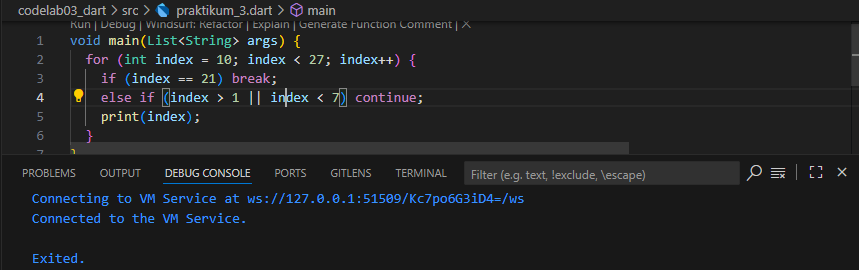 codelab03_dart > src > praktikum_3.dart > main
Run | Debug | Windsurf: Refactor | Explain | Generate Function Comment | X
1 void main(List<String> args) {
2 for (int index = 10; index < 27; index++) {
3 if (index == 21) break;
4 else if (index > 1 || index < 7) continue;
5 print(index);
6 }
7 }
PROBLEMS OUTPUT DEBUG CONSOLE PORTS GITLENS TERMINAL Filter (e.g. text, !exclude, \escape)
Connecting to VM Service at ws://127.0.0.1:51509/Kc7po6G3iD4=/ws
Connected to the VM Service.
Exited.